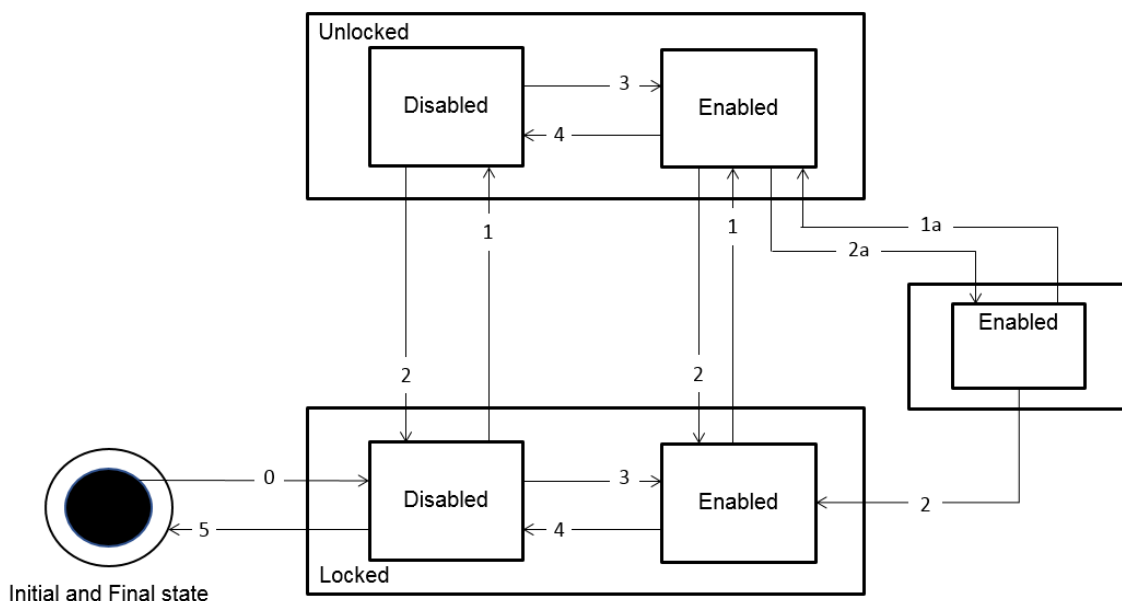 Unlocked
Disabled
3
Enabled
4
1
1
1a
2a
Enabled
2
2
0
Disabled
3
Enabled
2
5
4
Locked
Initial and Final state